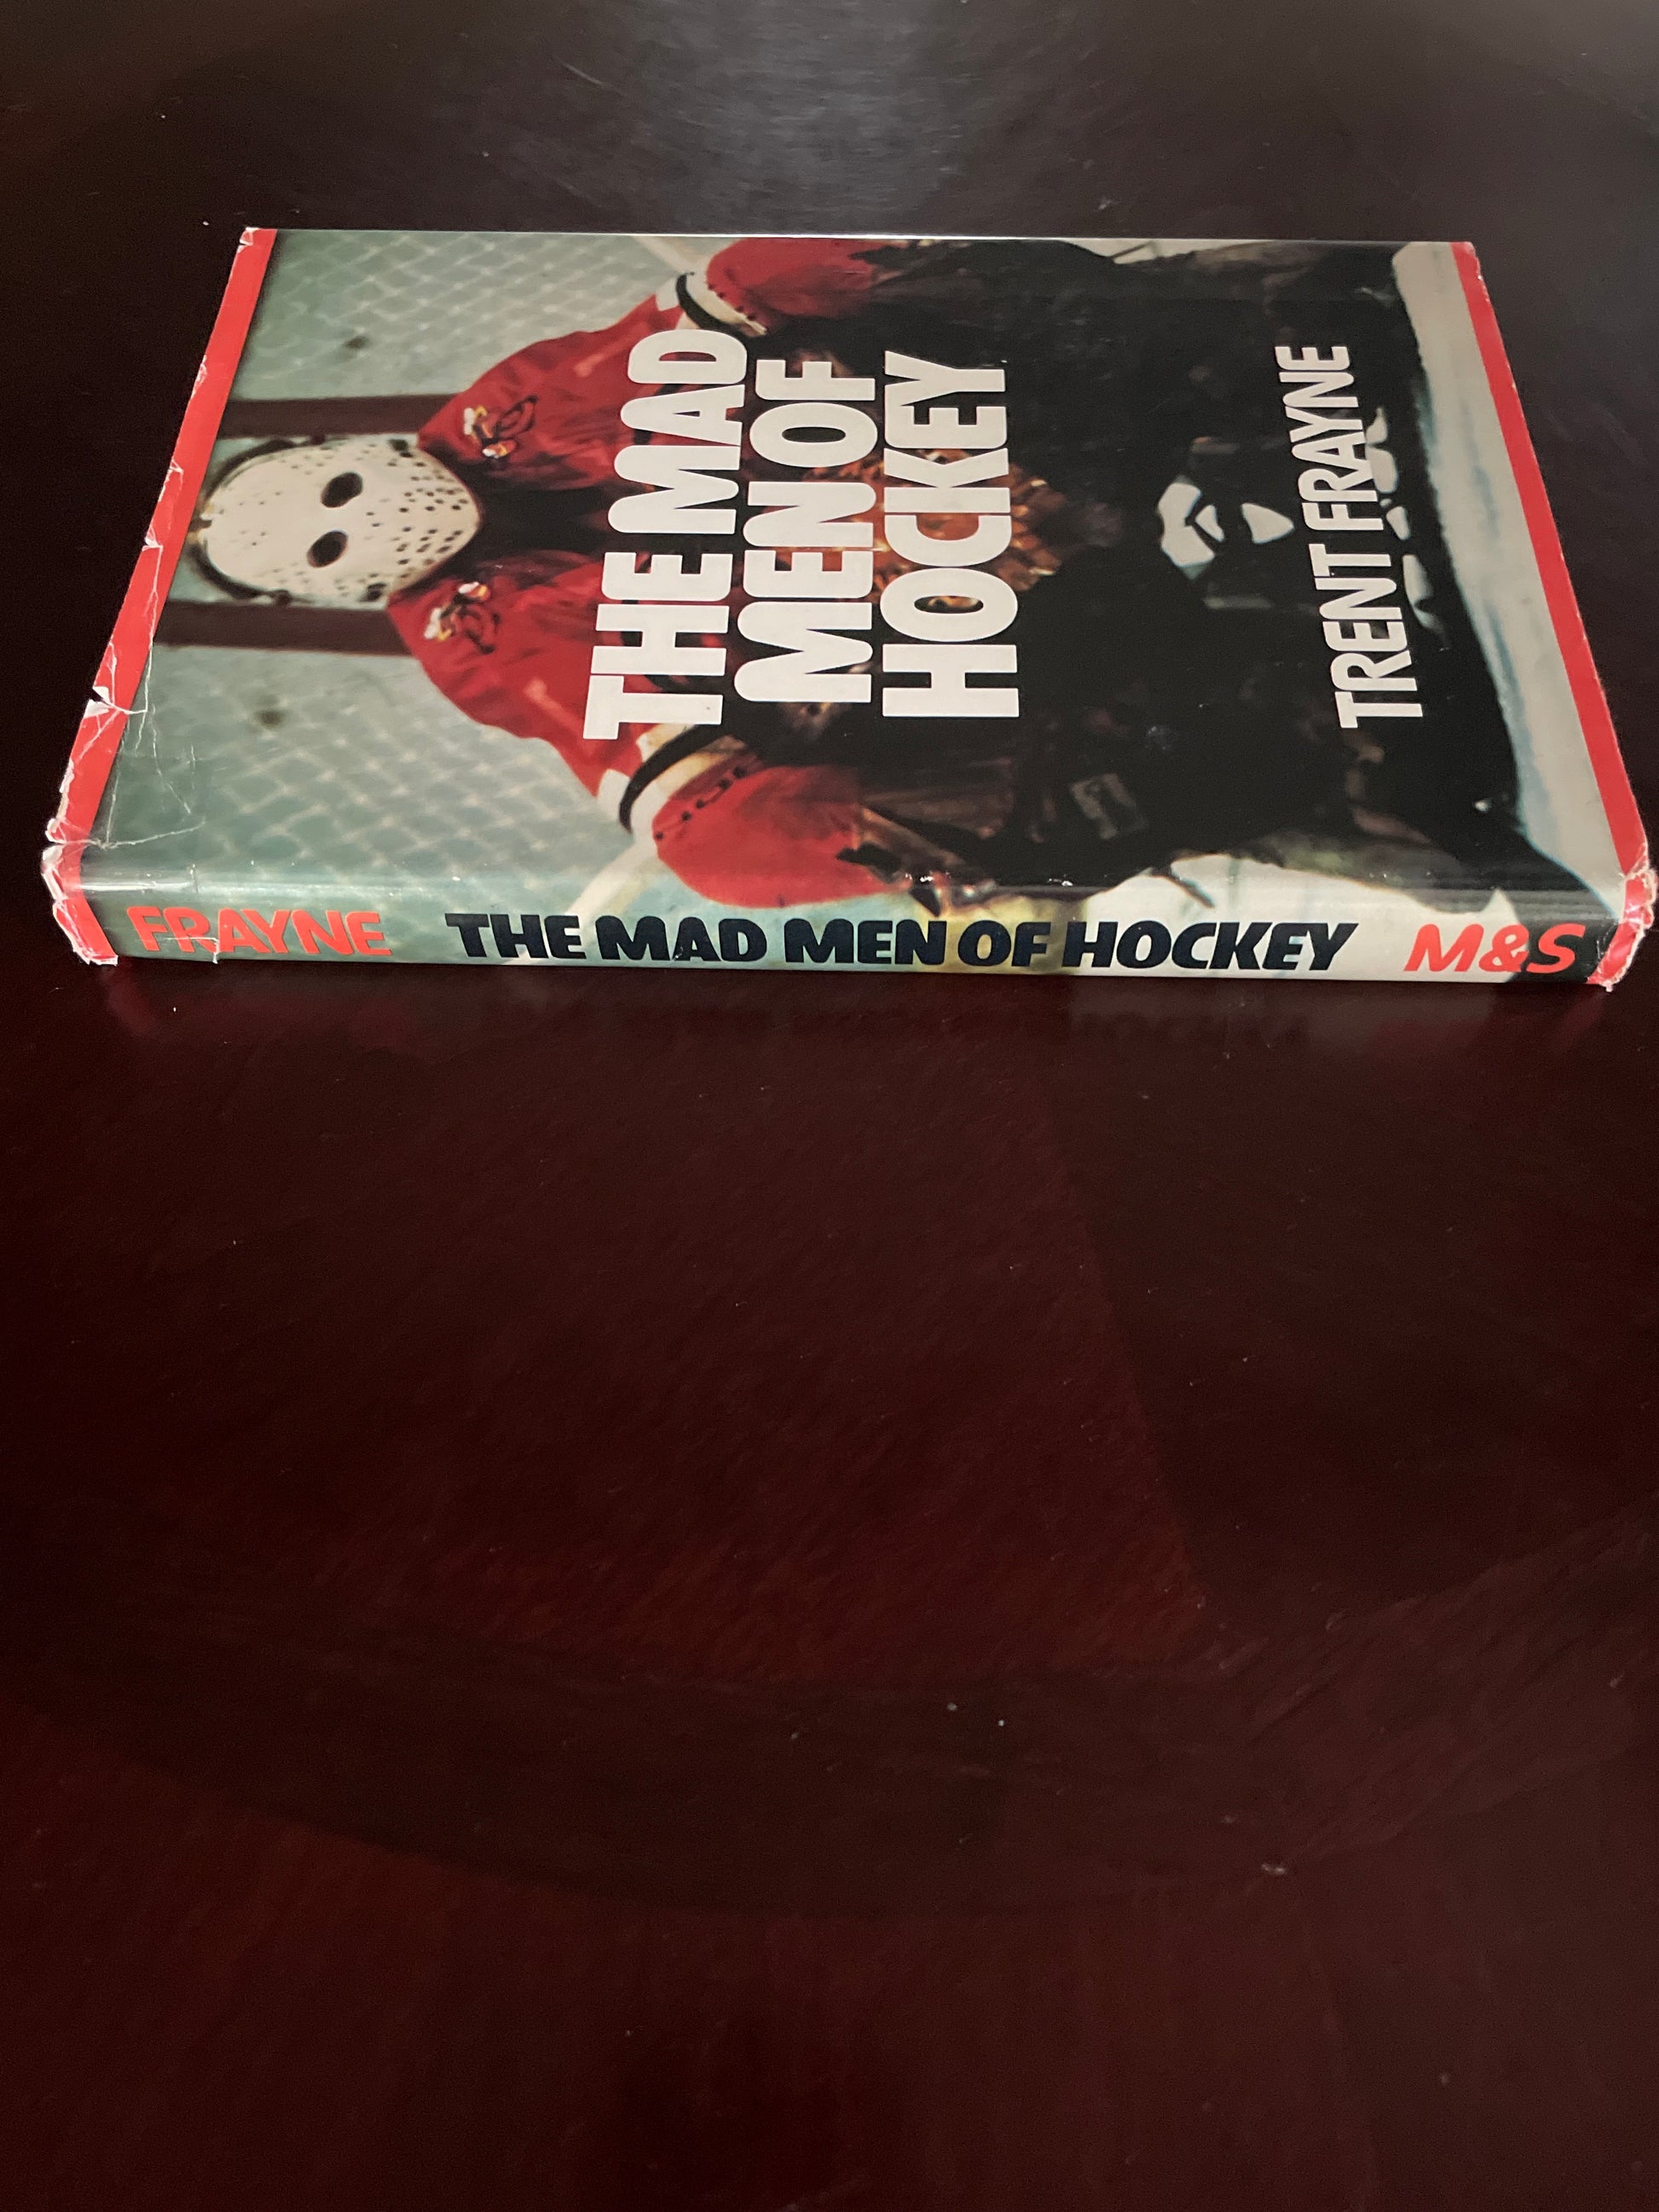 THE MAD
MEN OF
HOCKEY
TRENT FRAYNE
FRAYNE THE MAD MEN OF HOCKEY M&S